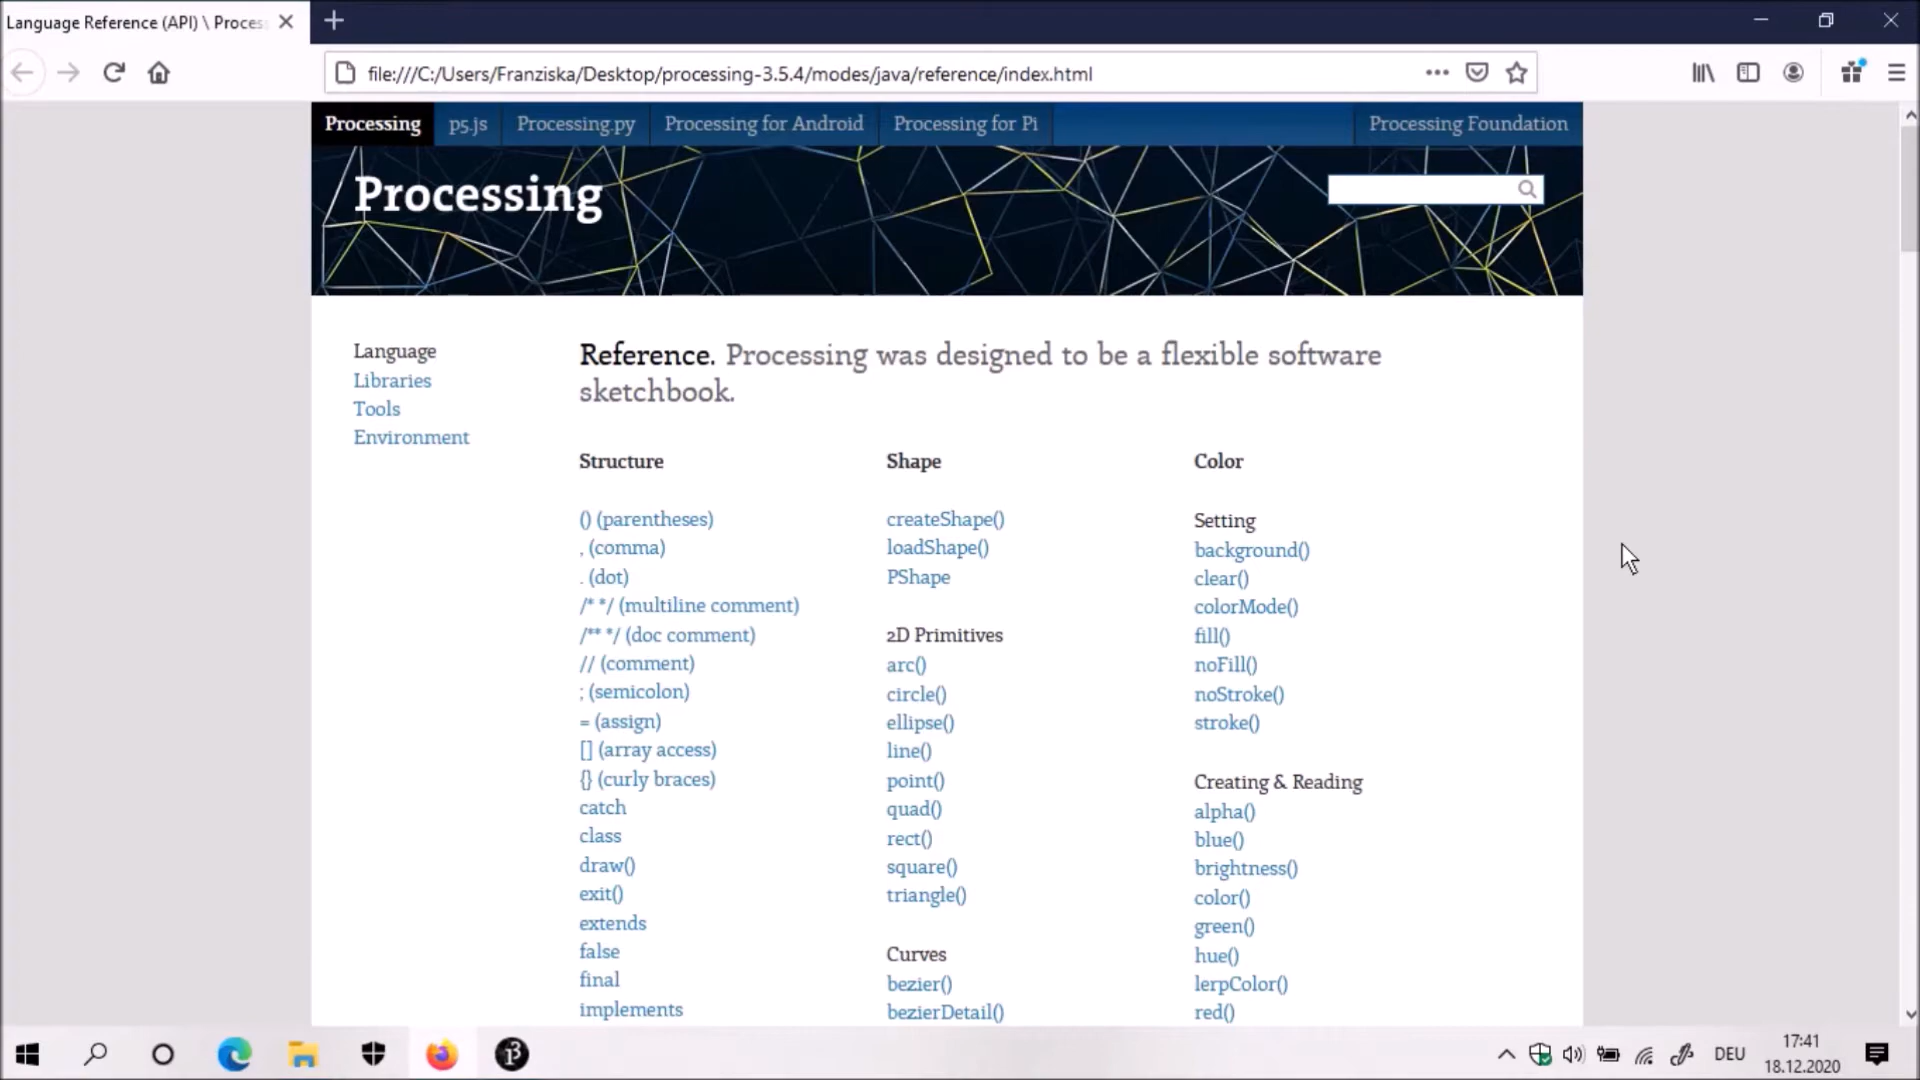 Language Reference (API) \ Proces
file:///C:/Users/Franziska/Desktop/processing-3.5.4/modes/java/reference/index.html
Processing
p5.js
Processing.py
Processing for Android
Processing for Pi
Processing Foundation
Processing
Language
Libraries
Tools
Environment
Reference. Processing was designed to be a flexible software
sketchbook.
Structure
() (parentheses)
, (comma)
. (dot)
/* */ (multiline comment)
/** */ (doc comment)
// (comment)
; (semicolon)
= (assign)
[] (array access)
{} (curly braces)
catch
class
draw()
exit()
extends
false
final
implements
Shape
createShape()
loadShape()
PShape
2D Primitives
arc()
circle()
ellipse()
line()
point()
quad()
rect()
square()
triangle()
Curves
bezier()
bezierDetail()
Color
Setting
background()
clear()
colorMode()
fill()
noFill()
noStroke()
stroke()
Creating & Reading
alpha()
blue()
brightness()
color()
green()
hue()
lerpColor()
red()
DEU
17:41
18.12.2020